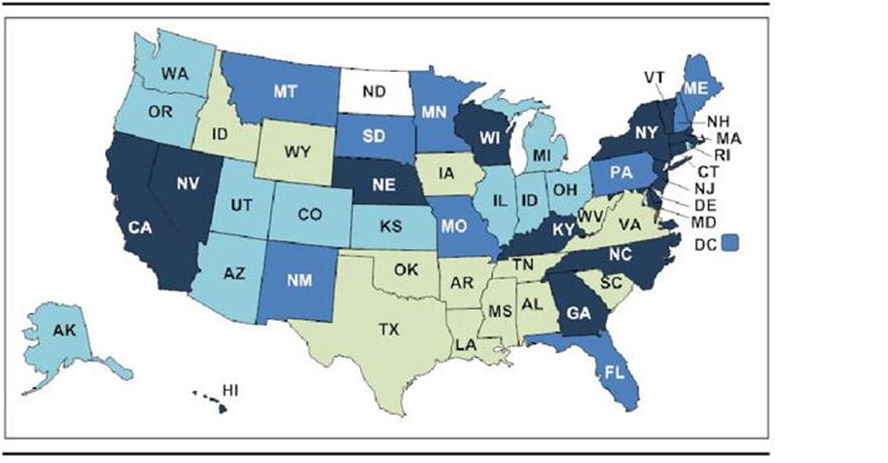 WA
OR
ID
MT
ND
MN
SD
WY
NV
CA
UT
CO
NE
IA
WI
MI
IL
ID
OH
PA
NY
VT
ME
NH
MA
RI
CT
NJ
DE
MD
DC
KS
MO
KY
WV
VA
NC
TN
SC
AZ
NM
OK
AR
TX
LA
MS
AL
GA
FL
AK
HI